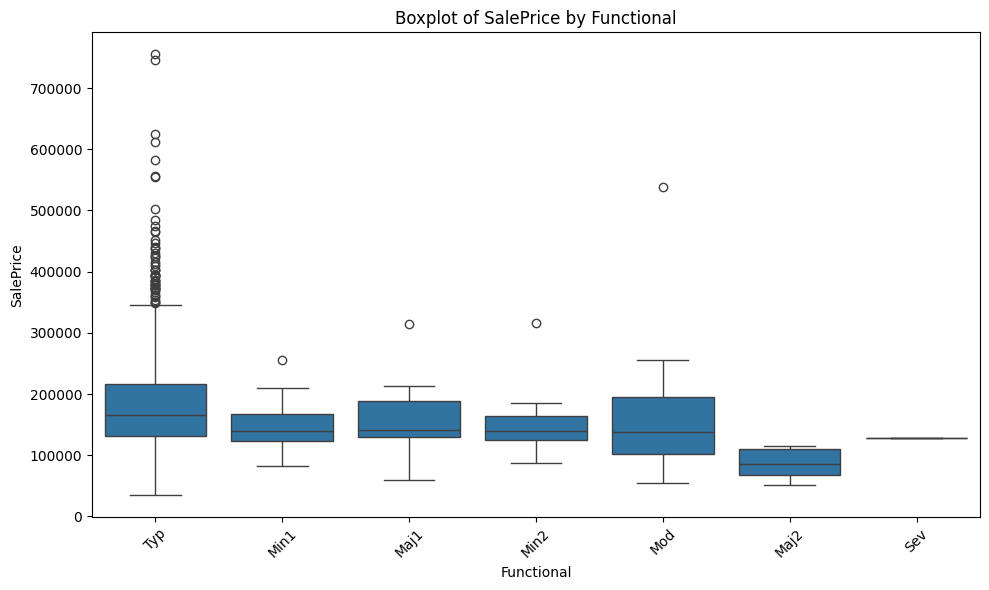 Boxplot of SalePrice by Functional
SalePrice
700000
600000
500000
400000
300000
200000
100000
0
Typ
Min1
Maj1
Min2
Mod
Maj2
Sev
Functional